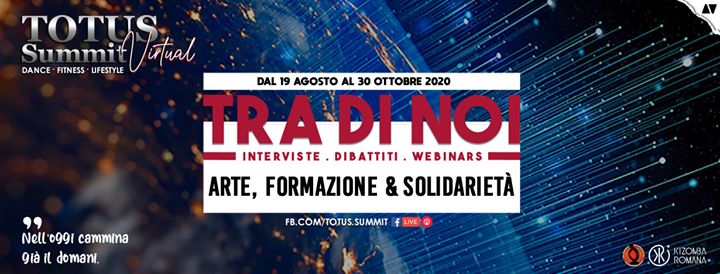 TOTUS
Summit Virtual
DANCE · FITNESS · LIFESTYLE
DAL 19 AGOSTO AL 30 OTTOBRE 2020
TRA DI NOI
INTERVISTE . DIBATTITI . WEBINARS
ARTE, FORMAZIONE & SOLIDARIETÀ
FB.COM/TOTUS.SUMMIT LIVE
”
Nell'oggi cammina
già il domani.
KIZOMBA
ROMANA